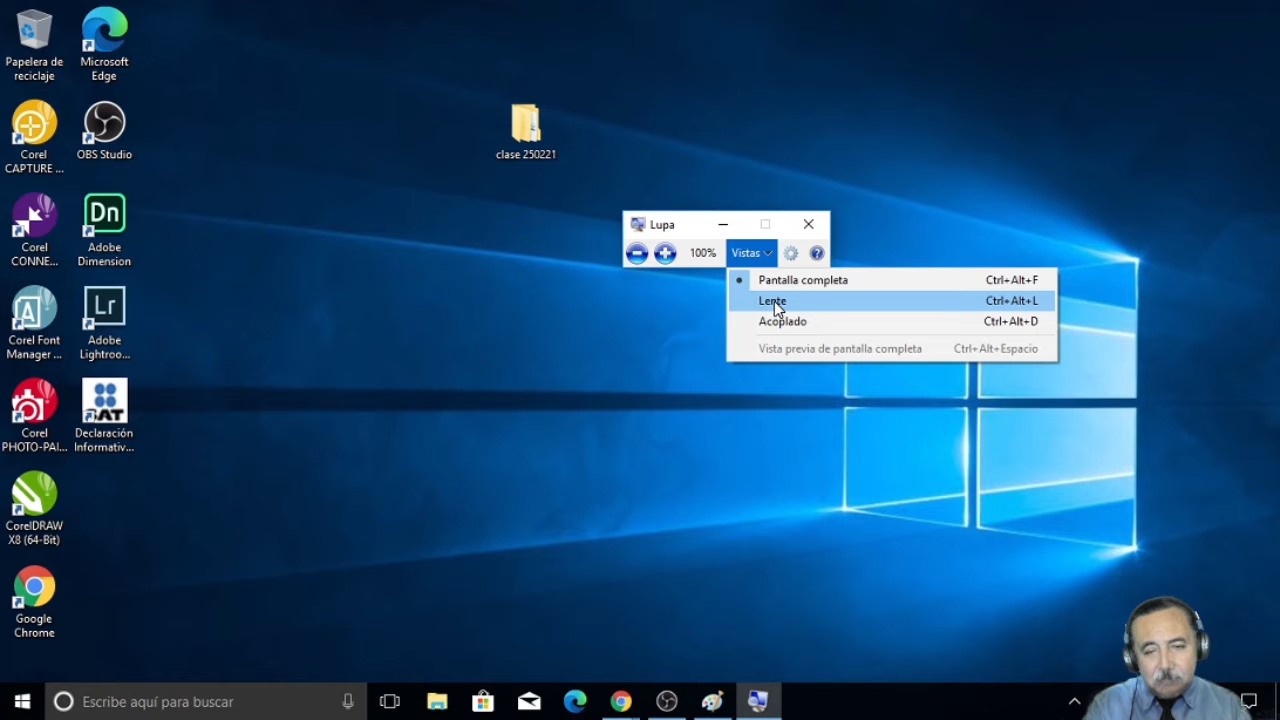 Papelera de
reciclaje
Microsoft
Edge
Corel
CAPTURE ...
OBS Studio
Corel
CONNE...
Dn
Adobe
Dimension
Corel Font
Manager ...
Lr
Adobe
Lightroo...
Corel
PHOTO-PAI...
SAT
Declaración
Informativ...
CorelDRAW
X8 (64-Bit)
Google
Chrome
clase 250221
Lupa
100%
Vistas
Pantalla completa Ctrl+Alt+F
Lente Ctrl+Alt+L
Acoplado Ctrl+Alt+D
Vista previa de pantalla completa Ctrl+Alt+Espacio
Escribe aquí para buscar